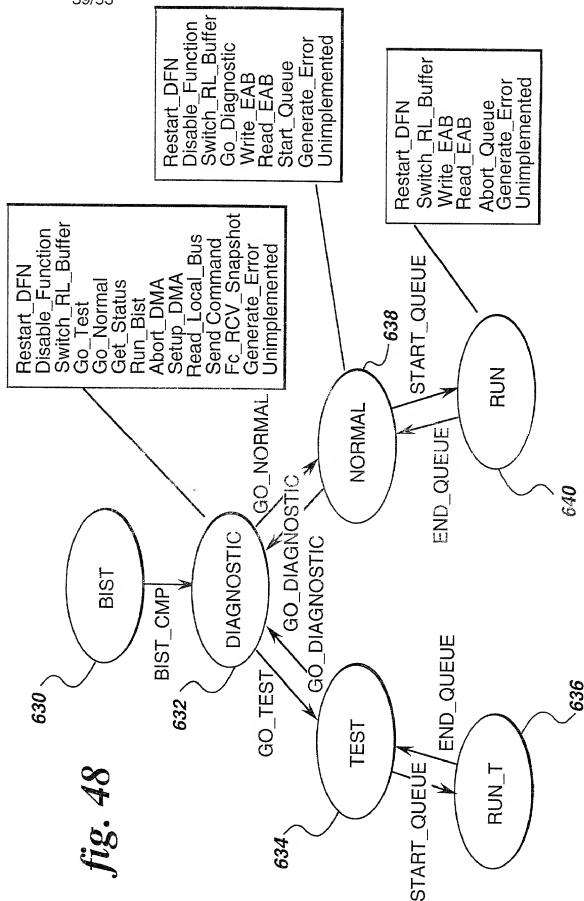 59/53
fig. 48
630
BIST
BIST_CMP
632
DIAGNOSTIC
Restart_DFN
Disable_Function
Switch_RL_Buffer
Go_Test
Go_Normal
Get_Status
Run_Bist
Abort_DMA
Setup_DMA
Read_Local_Bus
Send Command
Fc_RCV_Snapshot
Generate_Error
Unimplemented
GO_TEST
GO_DIAGNOSTIC
GO_DIAGNOSTIC
GO_NORMAL
634
TEST
START_QUEUE
END_QUEUE
RUN_T
636
NORMAL
638
Restart_DFN
Disable_Function
Switch_RL_Buffer
Go_Diagnostic
Write_EAB
Read_EAB
Start_Queue
Generate_Error
Unimplemented
END_QUEUE
START_QUEUE
RUN
640
Restart_DFN
Switch_RL_Buffer
Write_EAB
Read_EAB
Abort_Queue
Generate_Error
Unimplemented